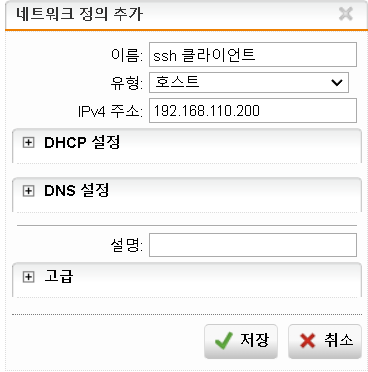 네트워크 정의 추가
이름: ssh 클라이언트
유형: 호스트
IPv4 주소: 192.168.110.200
DHCP 설정
DNS 설정
설명:
고급
저장 취소